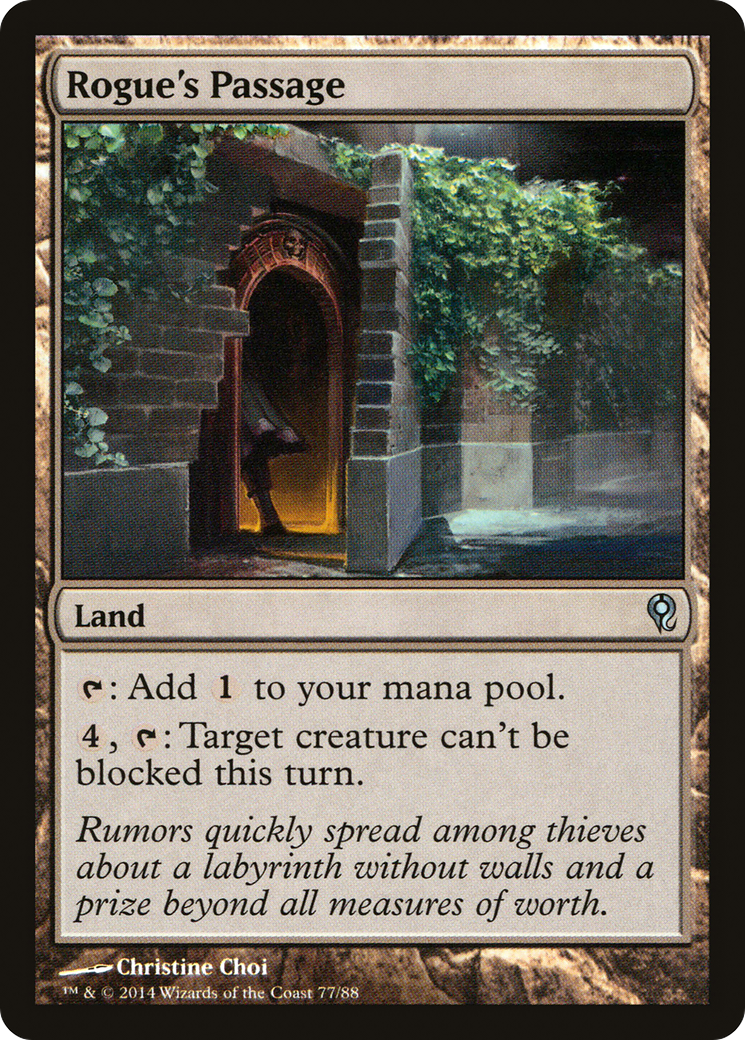 Rogue's Passage
Land
T: Add 1 to your mana pool.
4, T: Target creature can't be
blocked this turn.
Rumors quickly spread among thieves
about a labyrinth without walls and a
prize beyond all measures of worth.
Christine Choi
™ & © 2014 Wizards of the Coast 77/88